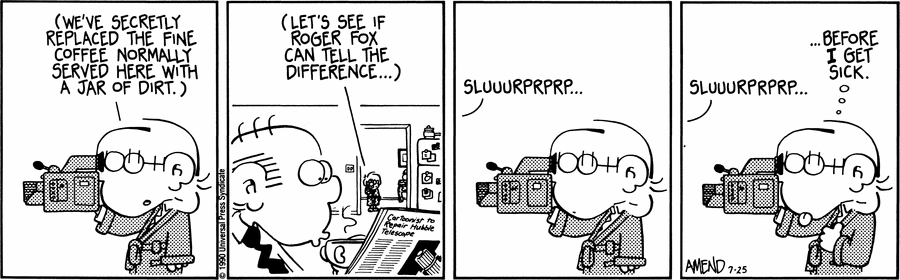 (WE'VE SECRETLY
REPLACED THE FINE
COFFEE NORMALLY
SERVED HERE WITH
A JAR OF DIRT.)
© 1990 Universal Press Syndicate
(LET'S SEE IF
ROGER FOX
CAN TELL THE
DIFFERENCE...)
Cartoonist to
Repair Hubble
Telescope
SLUUURPRPRP...
SLUUURPRPRP...
...BEFORE
I GET
SICK.
AMEND 7-25